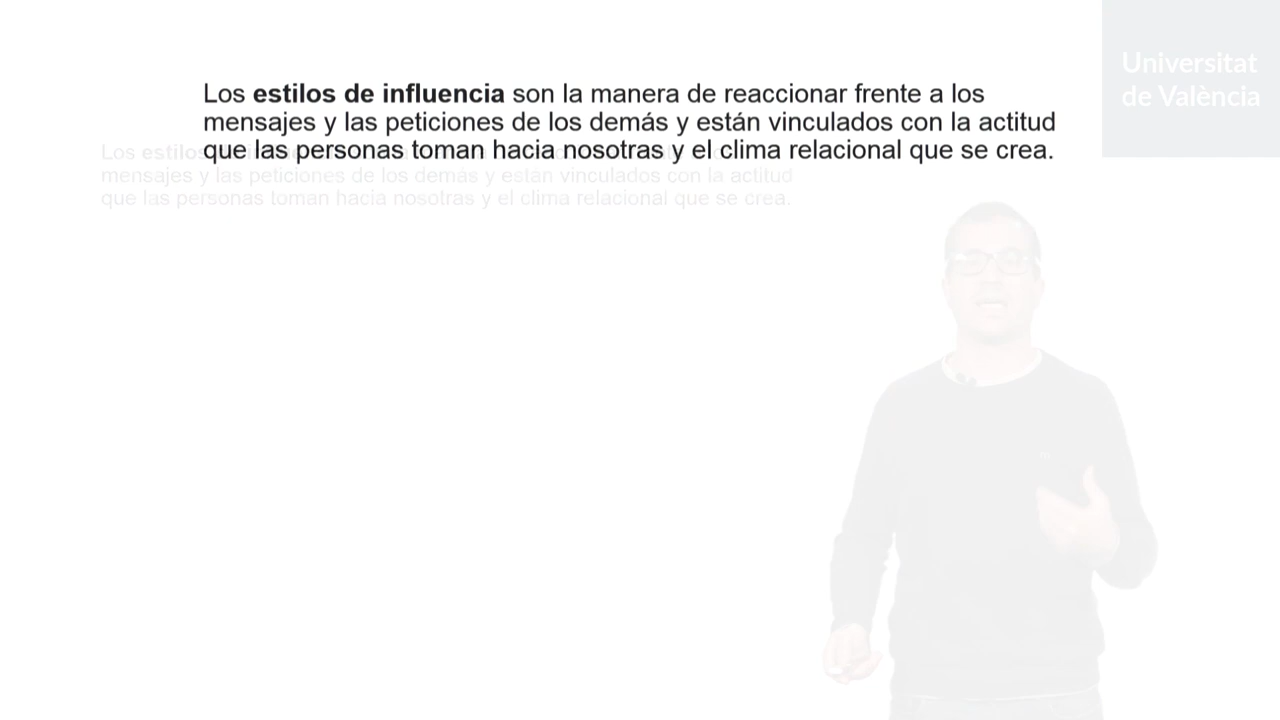 Universitat
de València
Los estilos de influencia son la manera de reaccionar frente a los
mensajes y las peticiones de los demás y están vinculados con la actitud
que las personas toman hacia nosotras y el clima relacional que se crea.
Los estilos
mensajes y las peticiones de los demás y están vinculados con la actitud
que las personas toman hacia nosotras y el clima relacional que se crea.